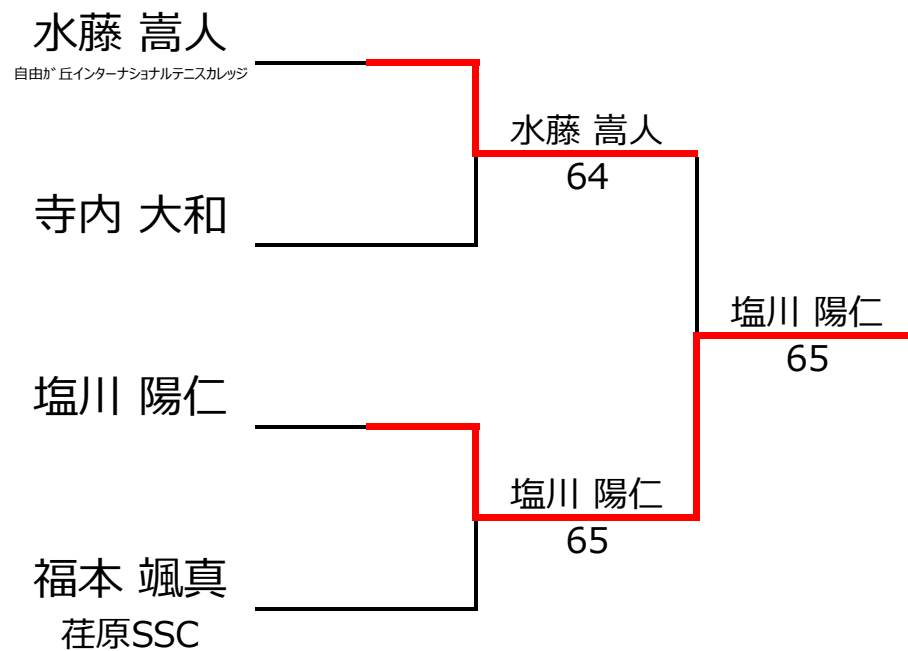 水藤 嵩人
自由が丘インターナショナルテニスカレッジ
水藤 嵩人
64
寺内 大和
塩川 陽仁
65
塩川 陽仁
塩川 陽仁
65
福本 颯真
荏原SSC